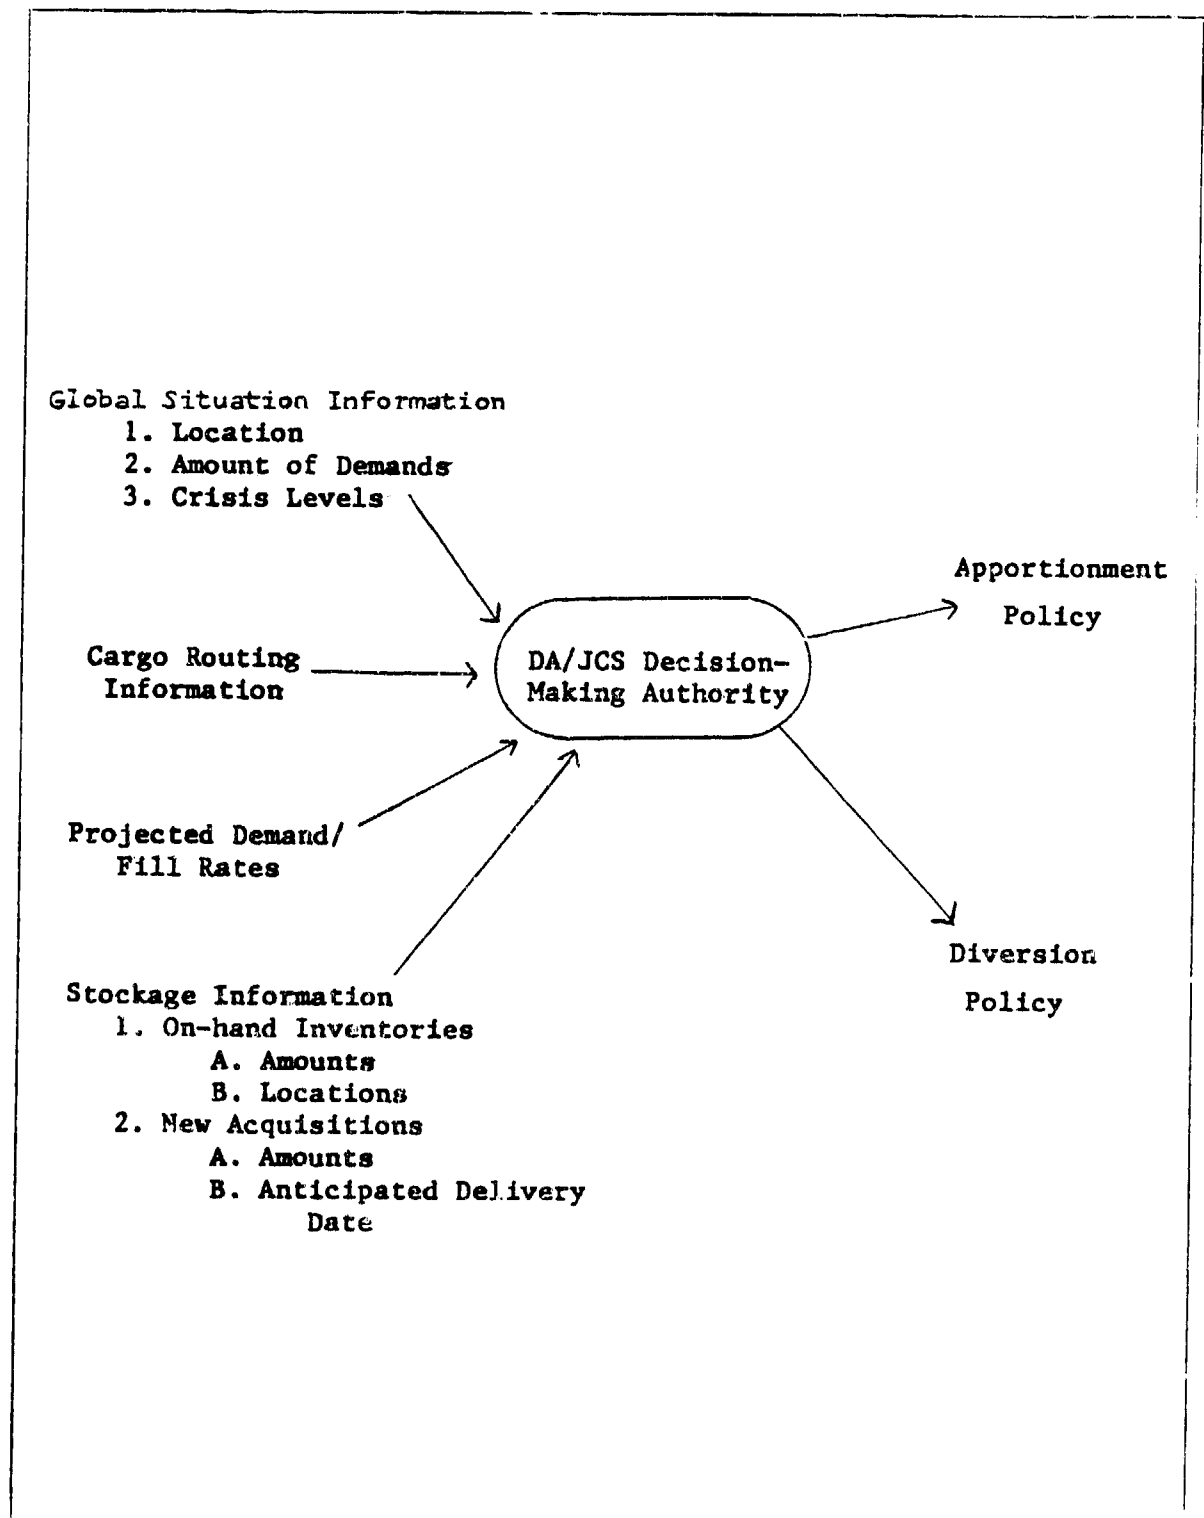 Global Situation Information
1. Location
2. Amount of Demands
3. Crisis Levels
Cargo Routing
Information
Projected Demand/
Fill Rates
Stockage Information
1. On-hand Inventories
A. Amounts
B. Locations
2. New Acquisitions
A. Amounts
B. Anticipated Delivery
Date
DA/JCS Decision-
Making Authority
Apportionment
Policy
Diversion
Policy